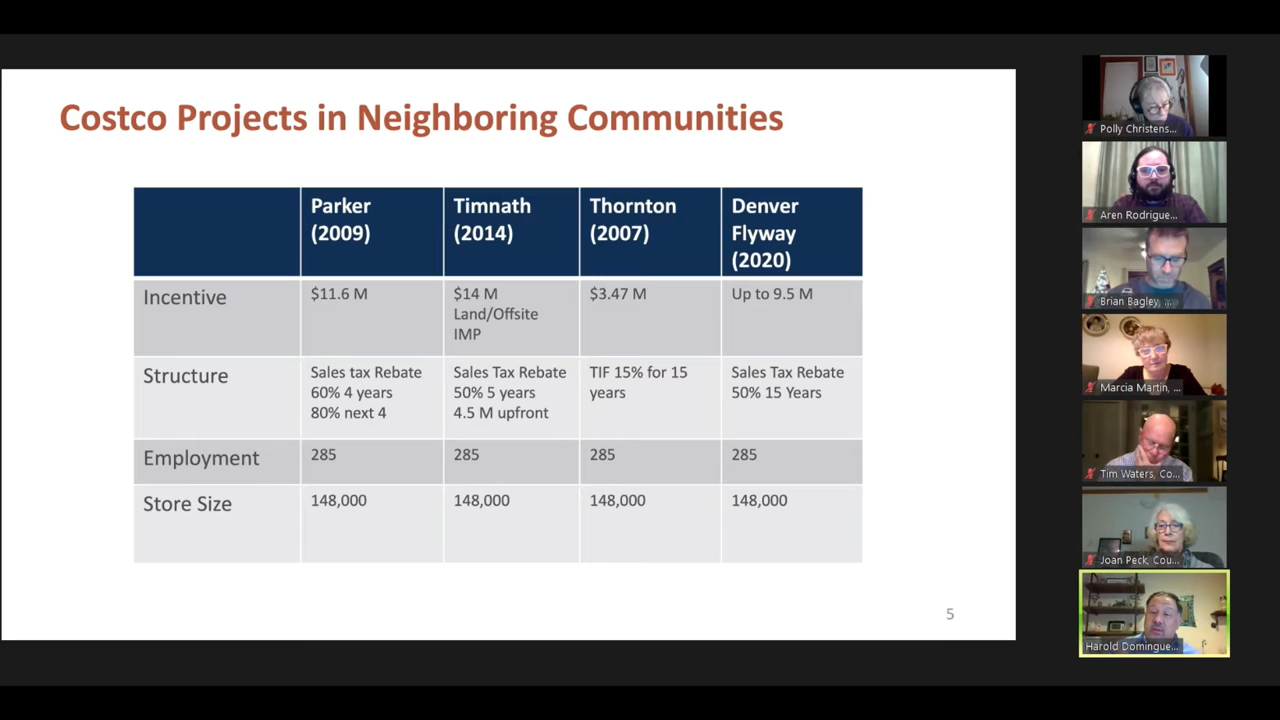 Costco Projects in Neighboring Communities
Parker
(2009)
Timnath
(2014)
Thornton
(2007)
Denver
Flyway
(2020)
Incentive
$11.6 M
$14 M
Land/Offsite
IMP
$3.47 M
Up to 9.5 M
Structure
Sales tax Rebate
60% 4 years
80% next 4
Sales Tax Rebate
50% 5 years
4.5 M upfront
TIF 15% for 15
years
Sales Tax Rebate
50% 15 Years
Employment
285
285
285
285
Store Size
148,000
148,000
148,000
148,000
5
Polly Christens...
Aren Rodrigue...
Brian Bagley, ...
Marcia Martin, ...
Tim Waters, Co...
Joan Peck, Cou...
Harold Domingue...